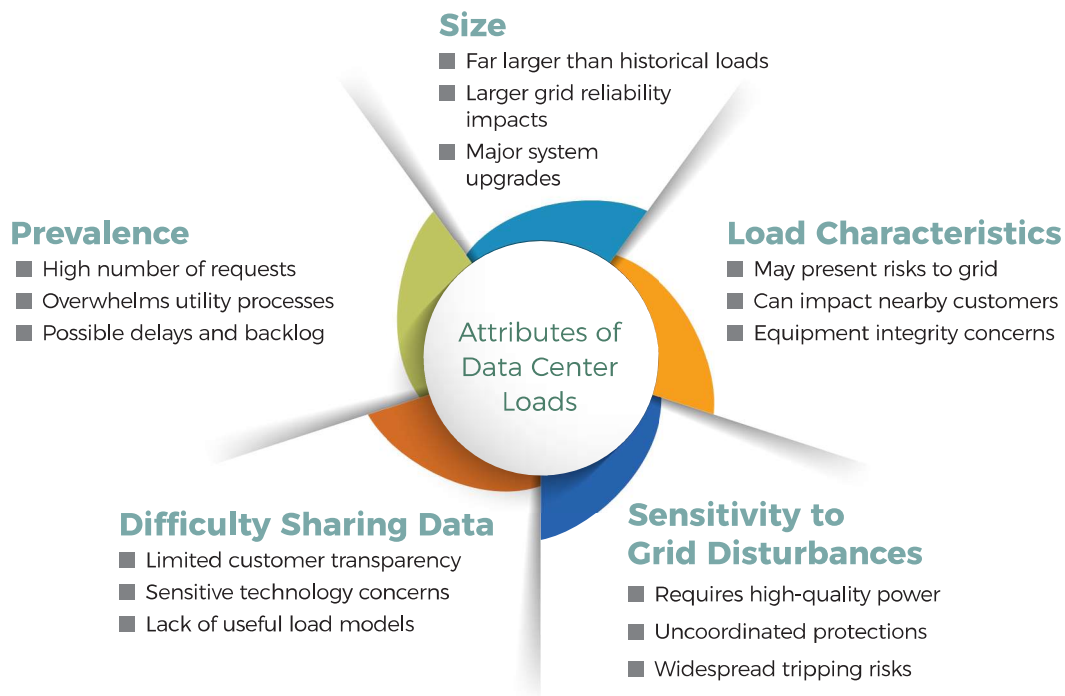 Size
Far larger than historical loads
Larger grid reliability
impacts
Major system
upgrades
Prevalence
High number of requests
Overwhelms utility processes
Possible delays and backlog
Load Characteristics
May present risks to grid
Can impact nearby customers
Equipment integrity concerns
Attributes of
Data Center
Loads
Difficulty Sharing Data
Limited customer transparency
Sensitive technology concerns
Lack of useful load models
Sensitivity to
Grid Disturbances
Requires high-quality power
Uncoordinated protections
Widespread tripping risks